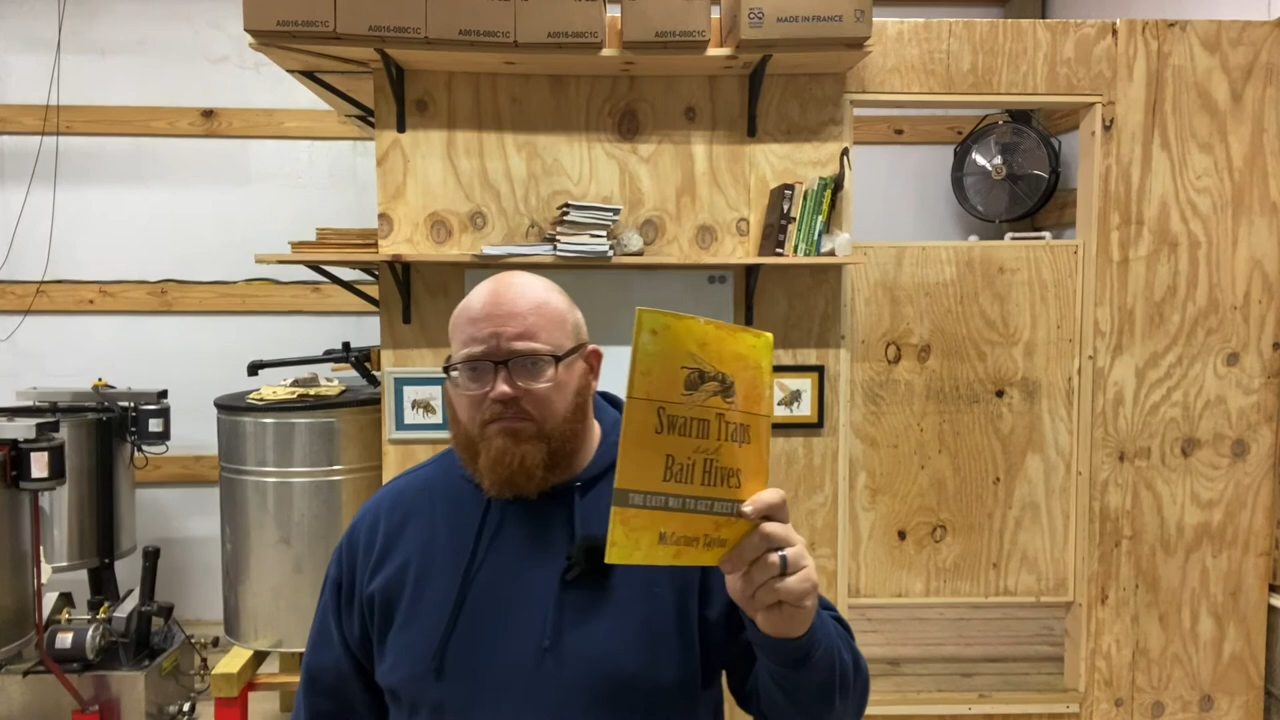 A0016-080C1C
A0016-080C1C
A0016-080C1C
A0016-080C1C
A0016-080C1C
METAL
MADE IN FRANCE
Swarm Traps
and
Bait Hives
THE EASY WAY TO GET BEES F
McCartney Taylor